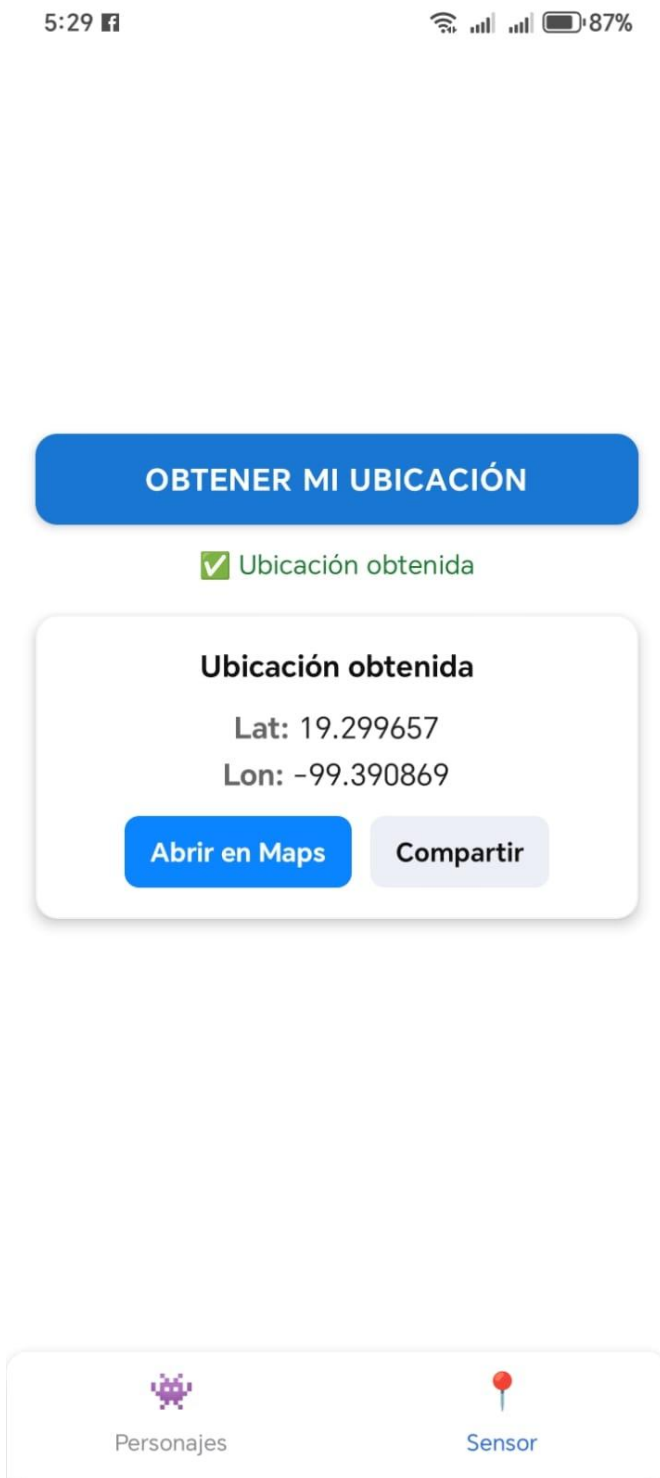 5:29 87%
OBTENER MI UBICACIÓN
✅ Ubicación obtenida
Ubicación obtenida
Lat: 19.299657
Lon: -99.390869
Abrir en Maps Compartir
Personajes Sensor